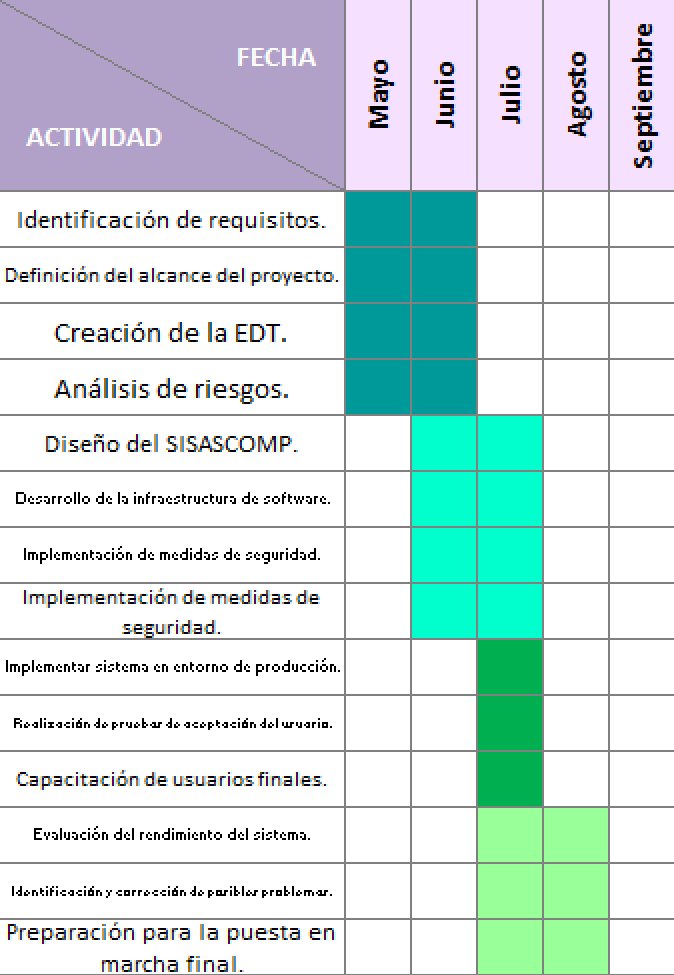 FECHA
ACTIVIDAD
Mayo
Junio
Julio
Agosto
Septiembre
Identificación de requisitos.
Definición del alcance del proyecto.
Creación de la EDT.
Análisis de riesgos.
Diseño del SISASCOMP.
Desarrollo de la infraestructura de software.
Implementación de medidas de seguridad.
Implementación de medidas de
seguridad.
Implementar sistema en entorno de producción.
Realización de pruebas de aceptación del usuario.
Capacitación de usuarios finales.
Evaluación del rendimiento del sistema.
Identificación y corrección de posibles problemas.
Preparación para la puesta en
marcha final.